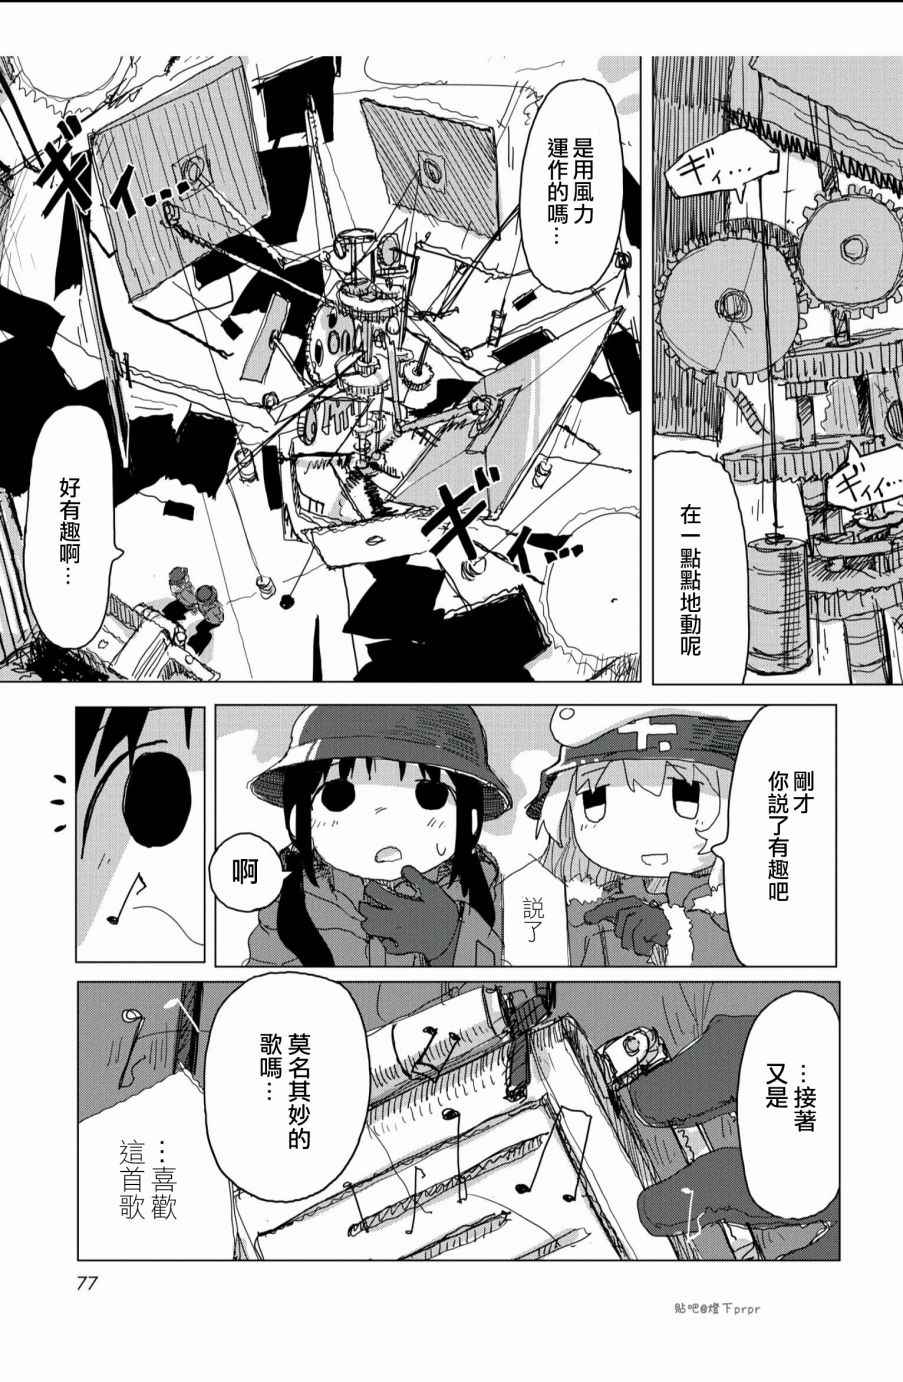 ギィ…
ギィィ…
在一點點地動呢
是用風力
運作的嗎…
ギィ…
ギィ…
好有趣啊…
剛才
你説了有趣吧
説了
啊
…接著
又是
莫名其妙的
歌嗎…
…喜歡
這首歌
77
貼吧@燈下prpr